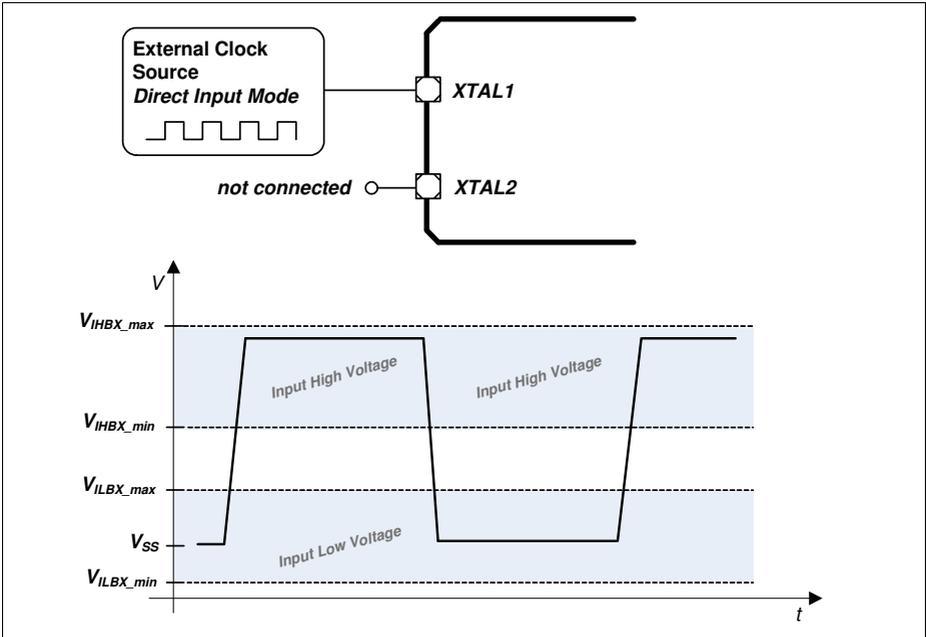 External Clock
Source
Direct Input Mode
XTAL1
not connected
XTAL2
V
VIHBX_max
Input High Voltage
Input High Voltage
VIHBX_min
VILBX_max
Input Low Voltage
VSS
VILBX_min
t